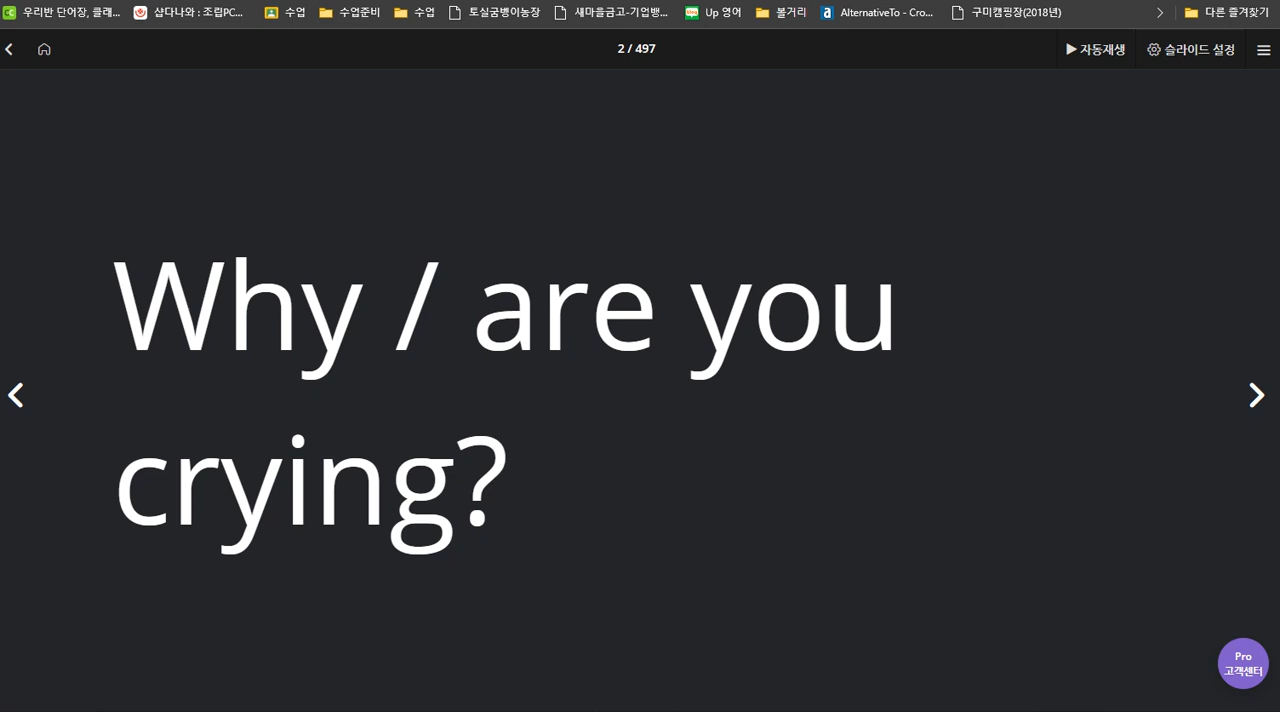 우리반 단어장, 클래... 샵다나와 : 조립PC... 수업 수업준비 수업 토실굼벵이농장 새마을금고-기업뱅... Up 영어 볼거리 AlternativeTo - Cro... 구미캠핑장(2018년) 다른 즐겨찾기
2 / 497 자동재생 슬라이드 설정
Why / are you
crying?
Pro
고객센터